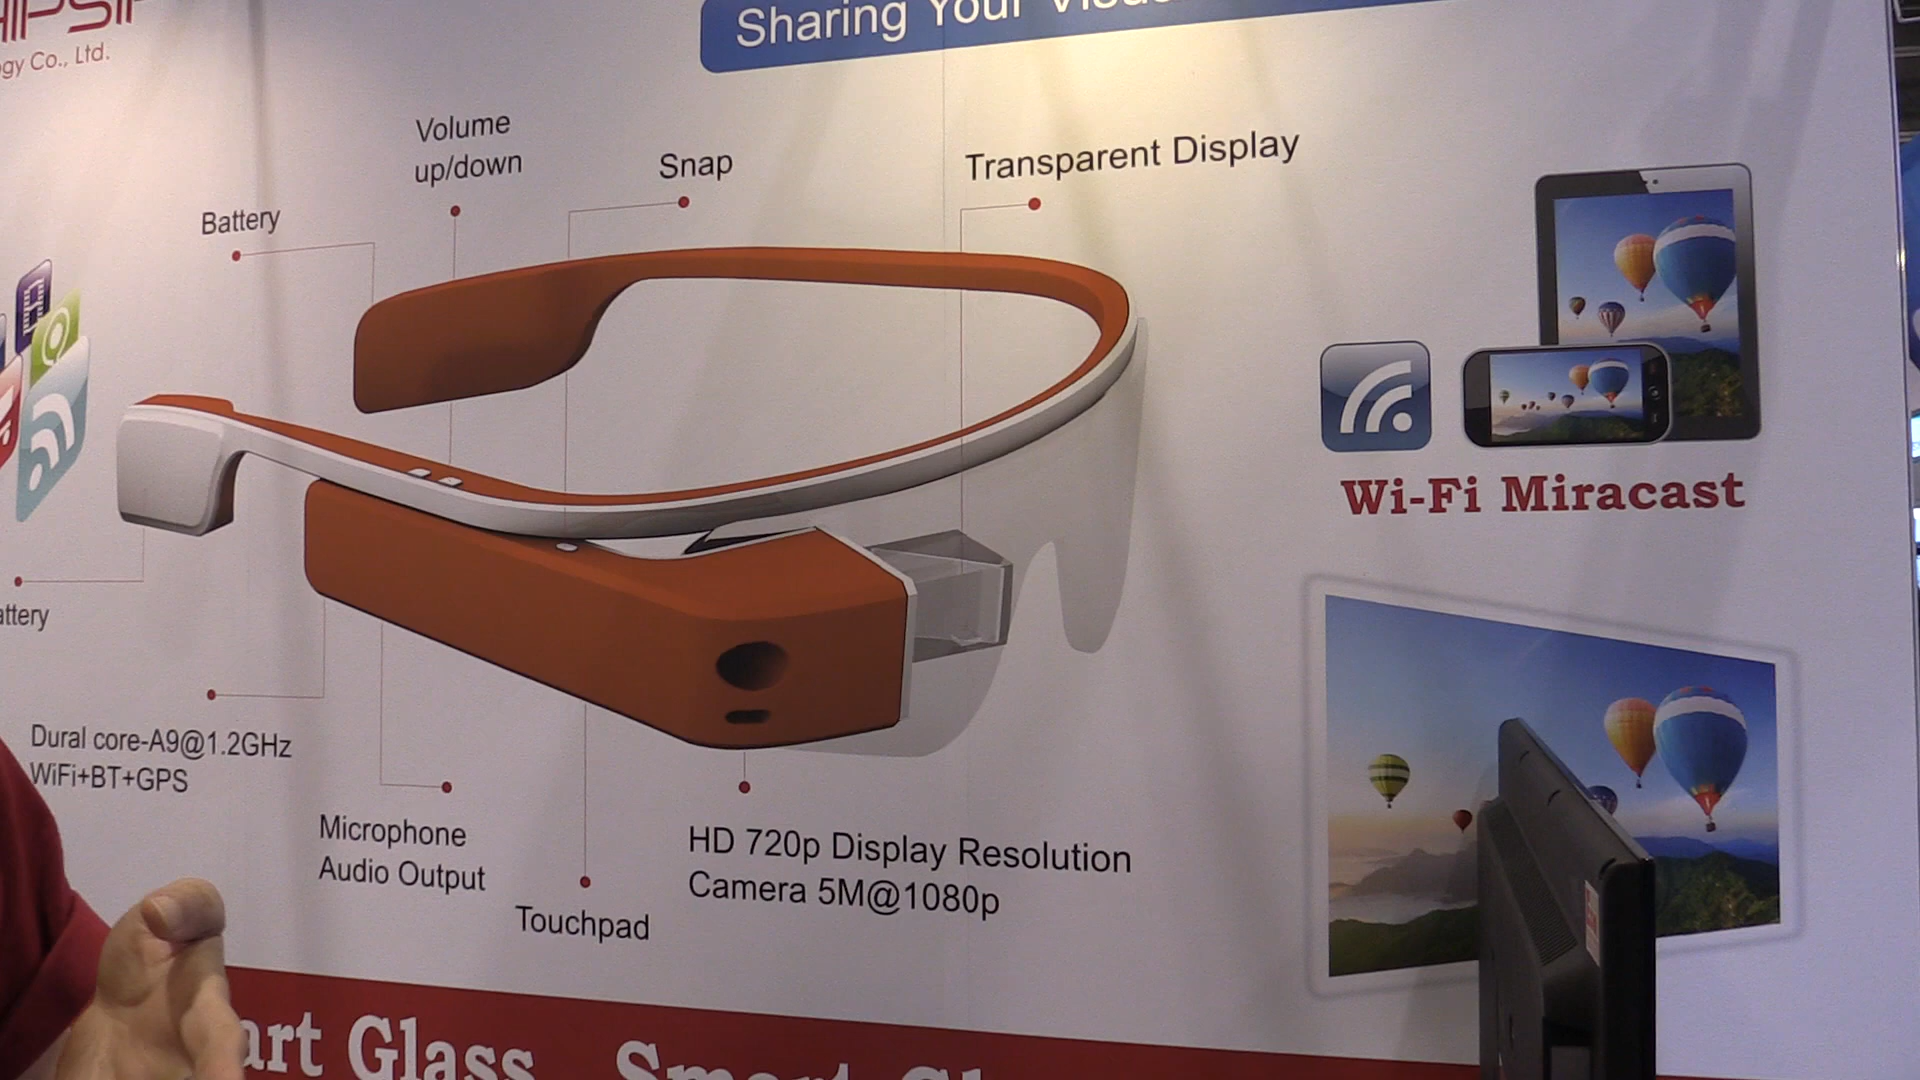 gy Co., Ltd.
Sharing Your
Volume
up/down
Snap
Transparent Display
Battery
Wi-Fi Miracast
Dural core-A9@1.2GHz
WiFi+BT+GPS
Microphone
Audio Output
HD 720p Display Resolution
Camera 5M@1080p
Touchpad
art Glass